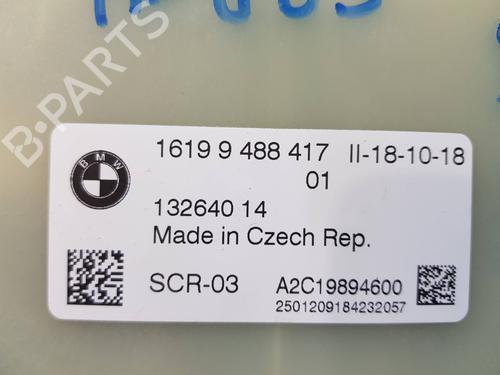 B-PARTS
BMW
1619 9 488 417 II-18-10-18
01
132640 14
Made in Czech Rep.
SCR-03 A2C19894600
2501209184232057